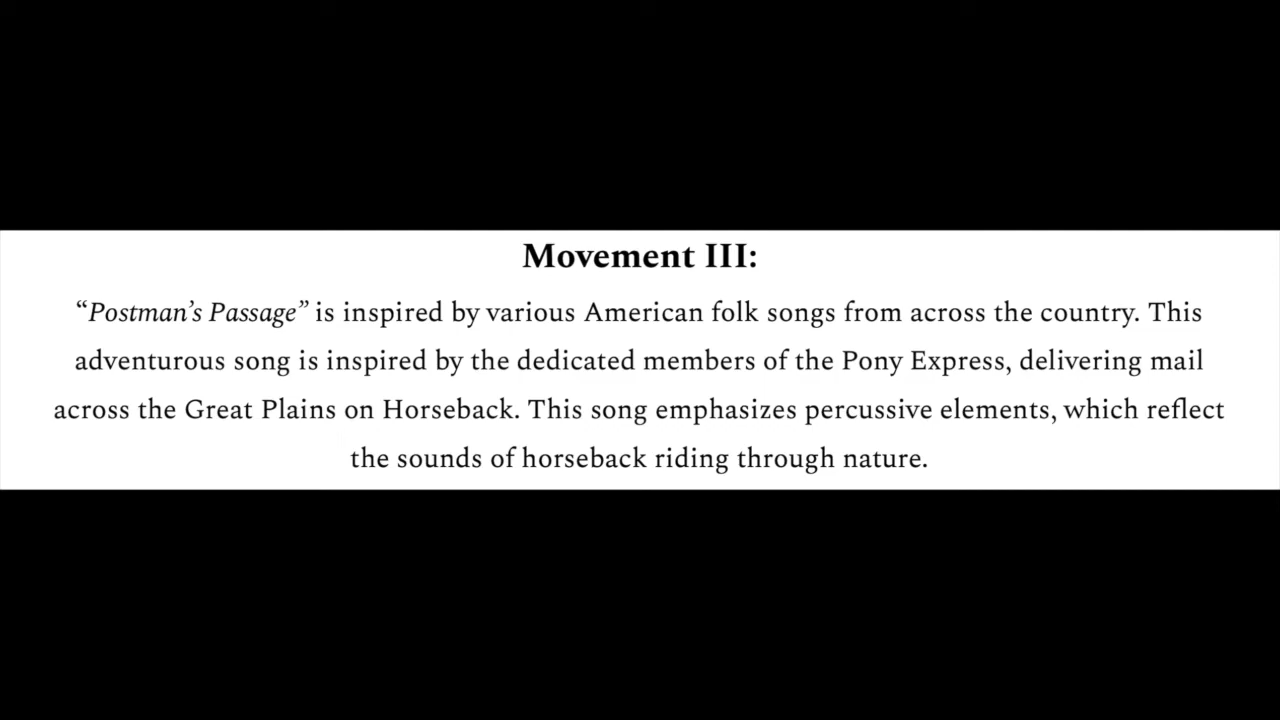 Movement III:
“Postman’s Passage” is inspired by various American folk songs from across the country. This
adventurous song is inspired by the dedicated members of the Pony Express, delivering mail
across the Great Plains on Horseback. This song emphasizes percussive elements, which reflect
the sounds of horseback riding through nature.